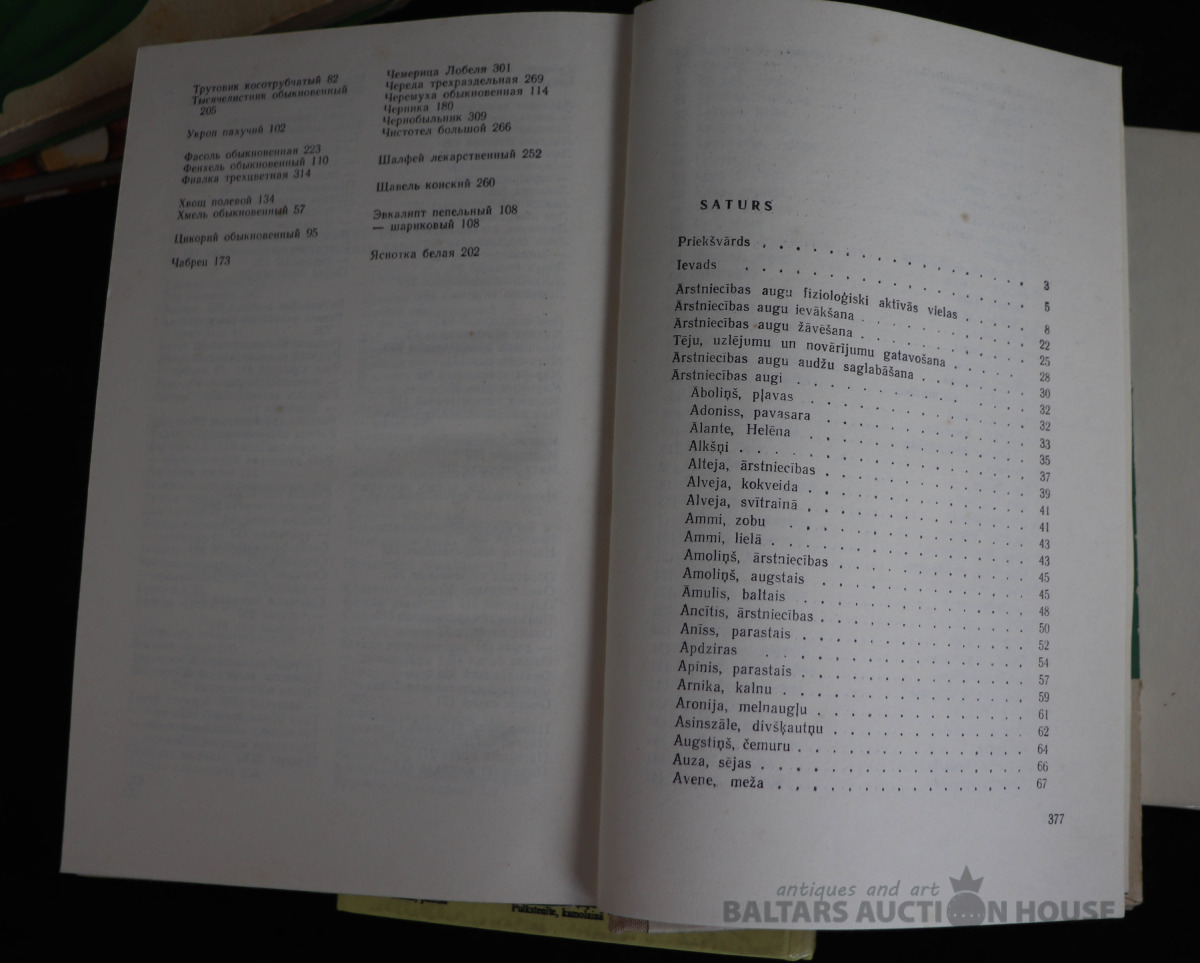 Трутовик косотрубчатый 82
Тысячелистник обыкновенный
205
Укроп пахучий 102
Фасоль обыкновенная 223
Фенхель обыкновенный 110
Фиалка трехцветная 314
Хвощ полевой 134
Хмель обыкновенный 57
Цикорий обыкновенный 95
Чабрец 173
Чемерица Лобеля 301
Череда трехраздельная 269
Черемуха обыкновенная 114
Черника 180
Чернобыльник 309
Чистотел большой 266
Шалфей лекарственный 252
Щавель конский 260
Эвкалипт пепельный 108
— шариковый 108
Яснотка белая 202
SATURS
Priekšvārds . . . . . . . . . . . . 3
Ievads . . . . . . . . . . . . 5
Ārstniecības augu fizioloģiski aktīvās vielas . . . . 8
Ārstniecības augu ievākšana . . . . . . . . 22
Ārstniecības augu žāvēšana . . . . . . . . 25
Tēju, uzlējumu un novārījumu gatavošana . . . . 28
Ārstniecības augu audžu saglabāšana . . . . . 30
Ārstniecības augi . . . . . . . . . . 32
Āboliņš, pļavas . . . . . . . . . . 32
Adoniss, pavasara . . . . . . . . . . 33
Ālante, Helēna . . . . . . . . . . 35
Alkšņi . . . . . . . . . . . . 37
Alteja, ārstniecības . . . . . . . . . 39
Alveja, kokveida . . . . . . . . . . 41
Alveja, svītrainā . . . . . . . . . . 41
Ammi, zobu . . . . . . . . . . 43
Ammi, lielā . . . . . . . . . . . 43
Amoliņš, ārstniecības . . . . . . . . . 45
Amoliņš, augstais . . . . . . . . . . 45
Āmulis, baltais . . . . . . . . . . 48
Ancītis, ārstniecības . . . . . . . . . 50
Anīss, parastais . . . . . . . . . . 52
Apdziras . . . . . . . . . . . 54
Apinis, parastais . . . . . . . . . . 57
Arnika, kalnu . . . . . . . . . . . 59
Aronija, melnaugļu . . . . . . . . . 61
Asinszāle, divšķautņu . . . . . . . . . 62
Augstiņš, čemuru . . . . . . . . . . 64
Auza, sējas . . . . . . . . . . . 66
Avene, meža . . . . . . . . . . . 67
377
Pulkstenīte, kamolainā
antiques and art
BALTARS AUCTION HOUSE